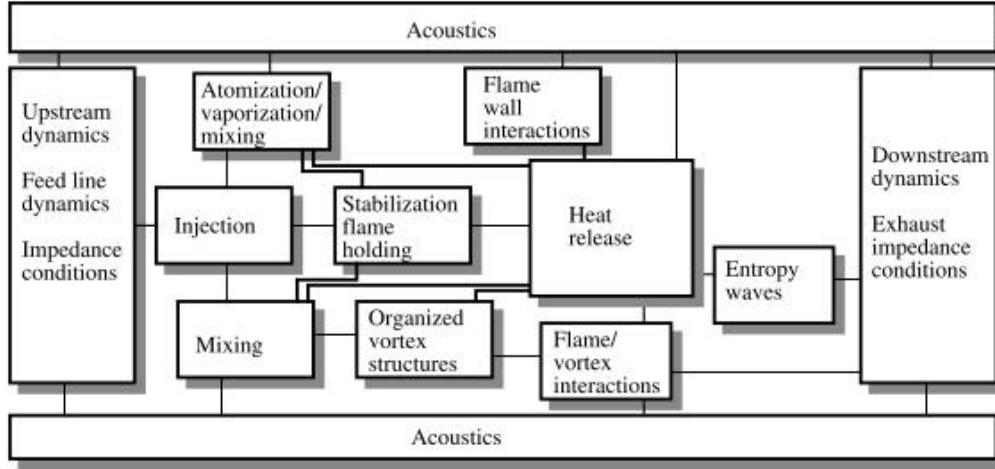 Acoustics
Upstream
dynamics
Feed line
dynamics
Impedance
conditions
Atomization/
vaporization/
mixing
Flame
wall
interactions
Injection
Stabilization
flame
holding
Heat
release
Downstream
dynamics
Exhaust
impedance
conditions
Entropy
waves
Mixing
Organized
vortex
structures
Flame/
vortex
interactions
Acoustics